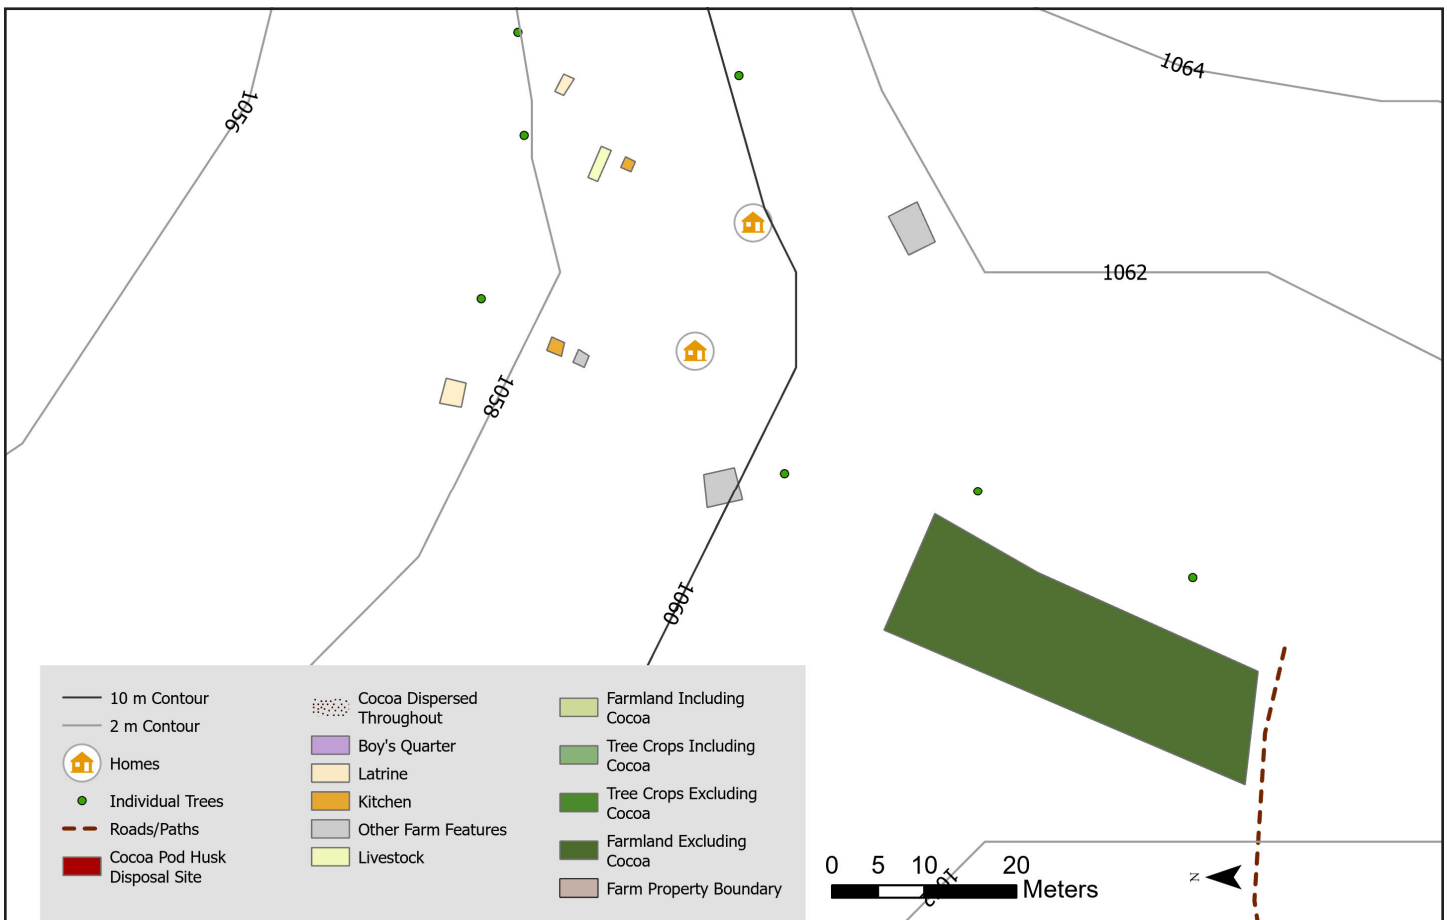 1064
1056
1062
1058
1060
10 m Contour
2 m Contour
Homes
Individual Trees
Roads/Paths
Cocoa Pod Husk
Disposal Site
Cocoa Dispersed
Throughout
Boy's Quarter
Latrine
Kitchen
Other Farm Features
Livestock
Farmland Including
Cocoa
Tree Crops Including
Cocoa
Tree Crops Excluding
Cocoa
Farmland Excluding
Cocoa
Farm Property Boundary
0 5 10 20
Meters
N